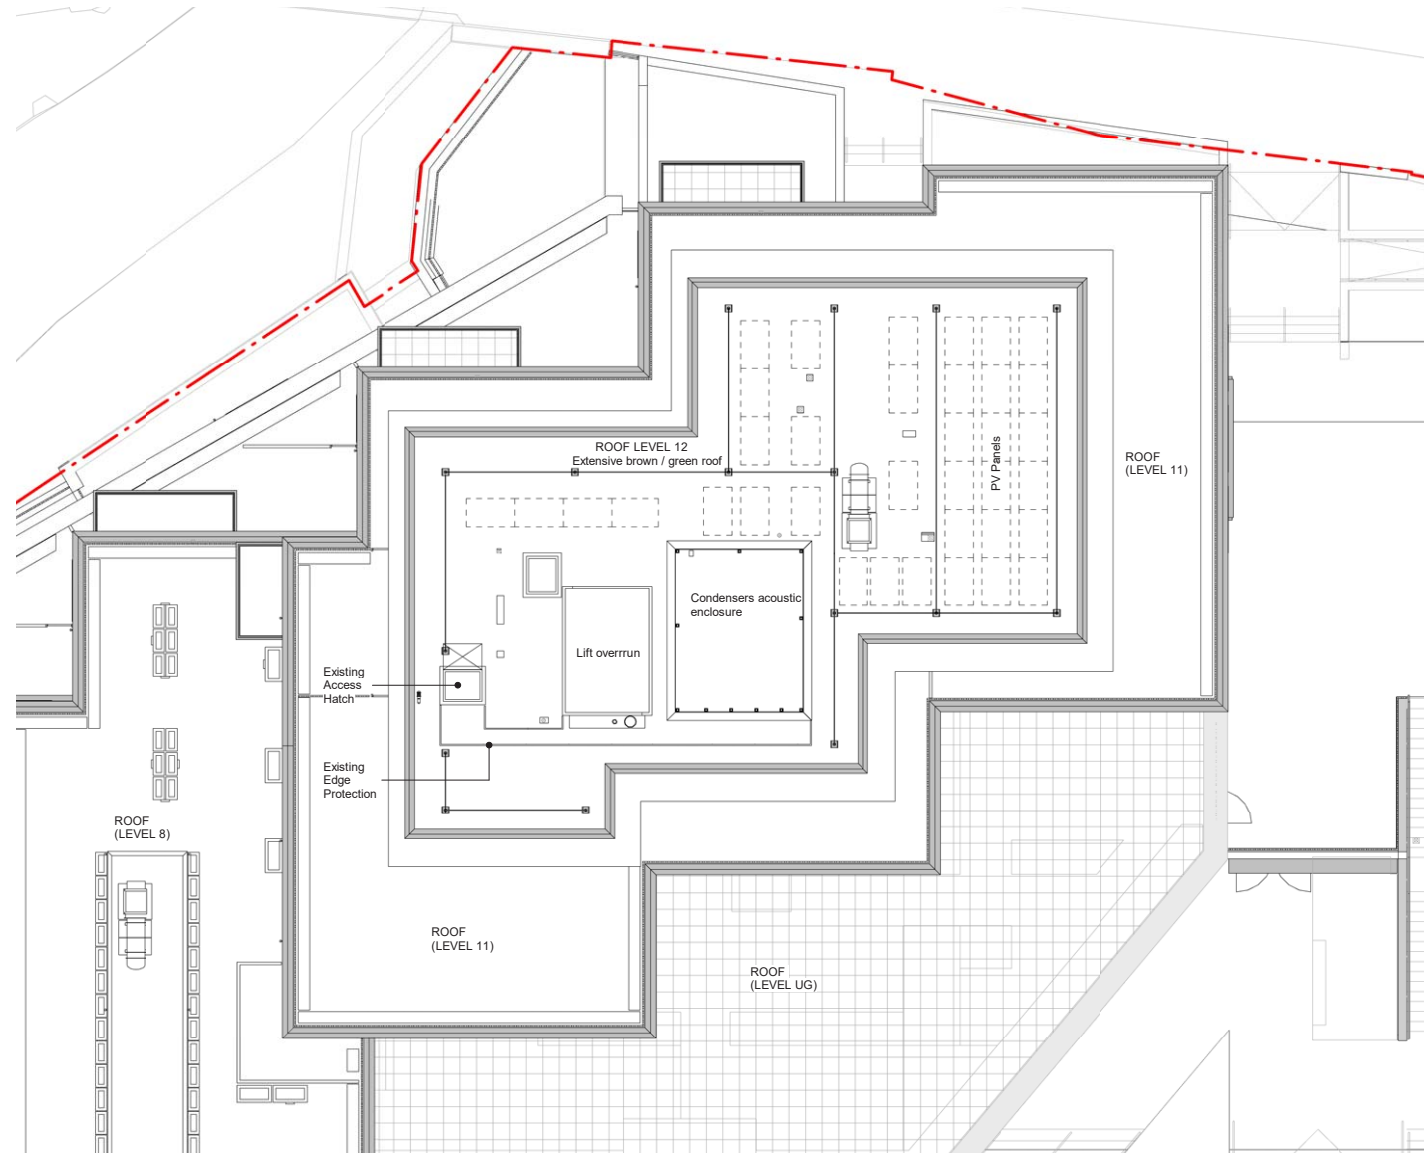 ROOF LEVEL 12
Extensive brown / green roof
PV Panels
ROOF
(LEVEL 11)
Condensers acoustic
enclosure
Lift overrrun
Existing
Access
Hatch
Existing
Edge
Protection
ROOF
(LEVEL 8)
ROOF
(LEVEL 11)
ROOF
(LEVEL UG)